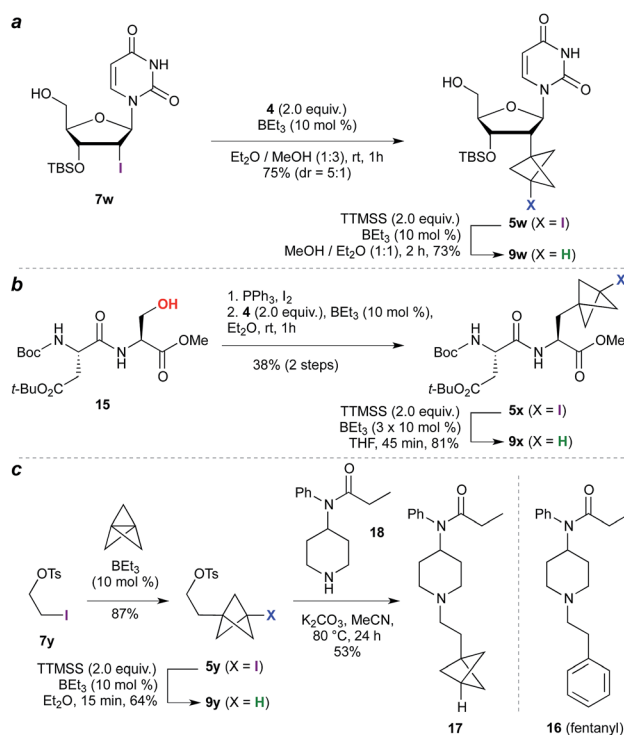 a
HO
O
N
NH
O
O
TBSO
I
7w
4 (2.0 equiv.)
BEt3 (10 mol %)
Et2O / MeOH (1:3), rt, 1h
75% (dr = 5:1)
HO
O
N
NH
O
O
TBSO
X
TTMSS (2.0 equiv.)
BEt3 (10 mol %)
MeOH / Et2O (1:1), 2 h, 73%
5w (X = I)
9w (X = H)
b
OH
O
H
N
Boc
N
H
OMe
O
t-BuO2C
15
1. PPh3, I2
2. 4 (2.0 equiv.), BEt3 (10 mol %),
Et2O, rt, 1h
38% (2 steps)
X
O
H
N
Boc
N
H
OMe
O
t-BuO2C
TTMSS (2.0 equiv.)
BEt3 (3 x 10 mol %)
THF, 45 min, 81%
5x (X = I)
9x (X = H)
c
OTs
I
7y
BEt3
(10 mol %)
87%
OTs
X
TTMSS (2.0 equiv.)
BEt3 (10 mol %)
Et2O, 15 min, 64%
5y (X = I)
9y (X = H)
O
Ph
N
18
N
H
K2CO3, MeCN,
80 °C, 24 h
53%
O
Ph
N
N
H
17
O
Ph
N
N
16 (fentanyl)